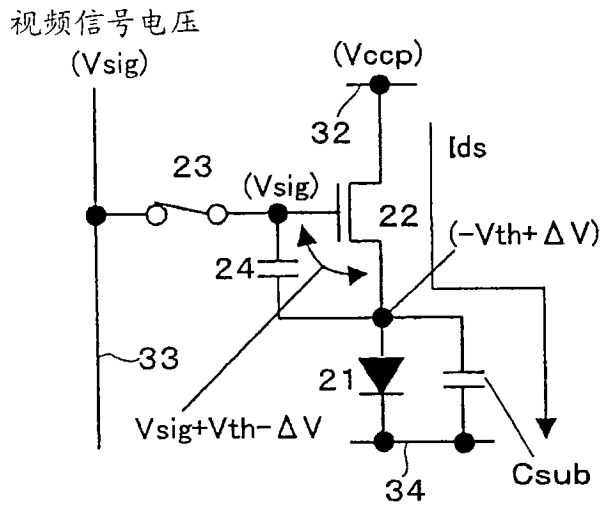 视频信号电压
(Vsig)
(Vccp)
32
Ids
23
(Vsig)
22
(-Vth+ΔV)
24
33
21
Vsig+Vth-ΔV
Csub
34